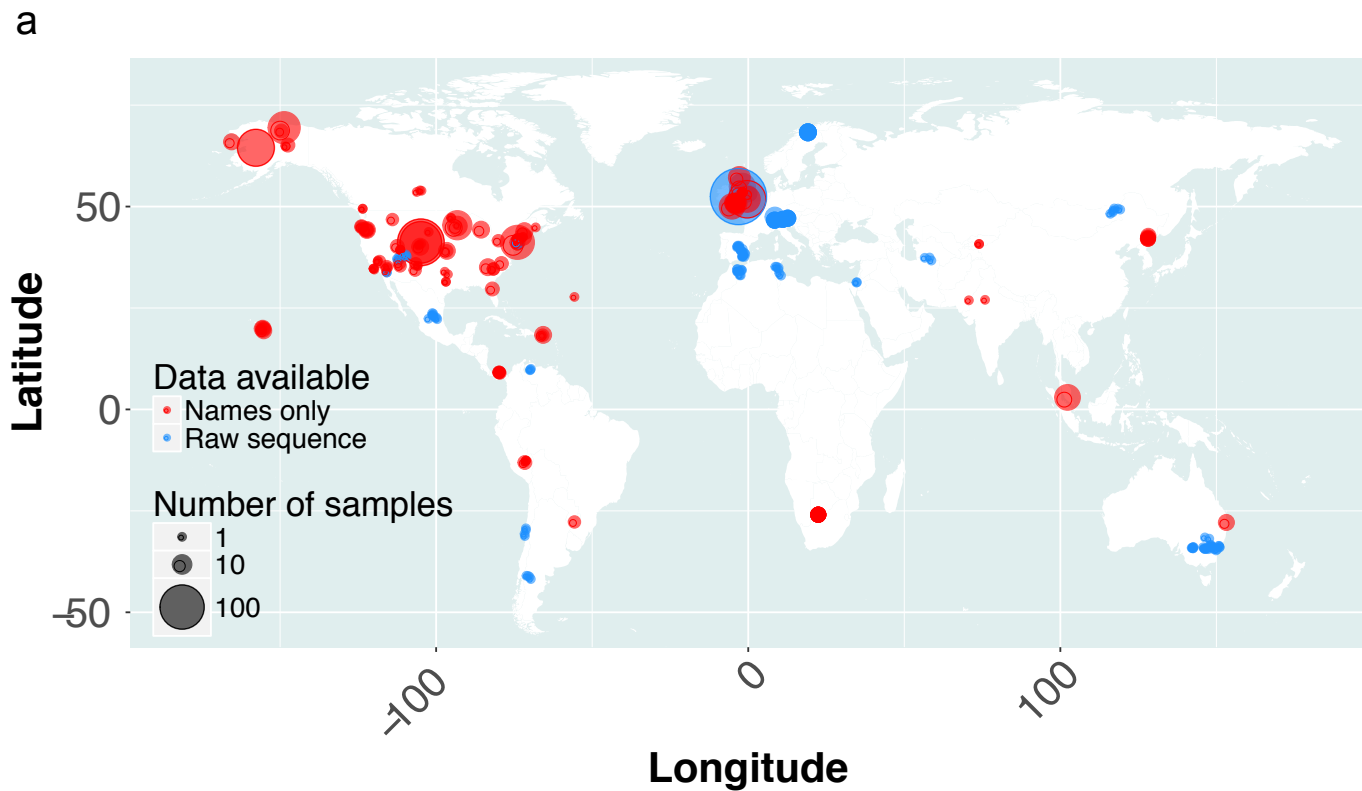 a
Latitude
50
0
−50
Data available
Names only
Raw sequence
Number of samples
1
10
100
−100
0
100
Longitude